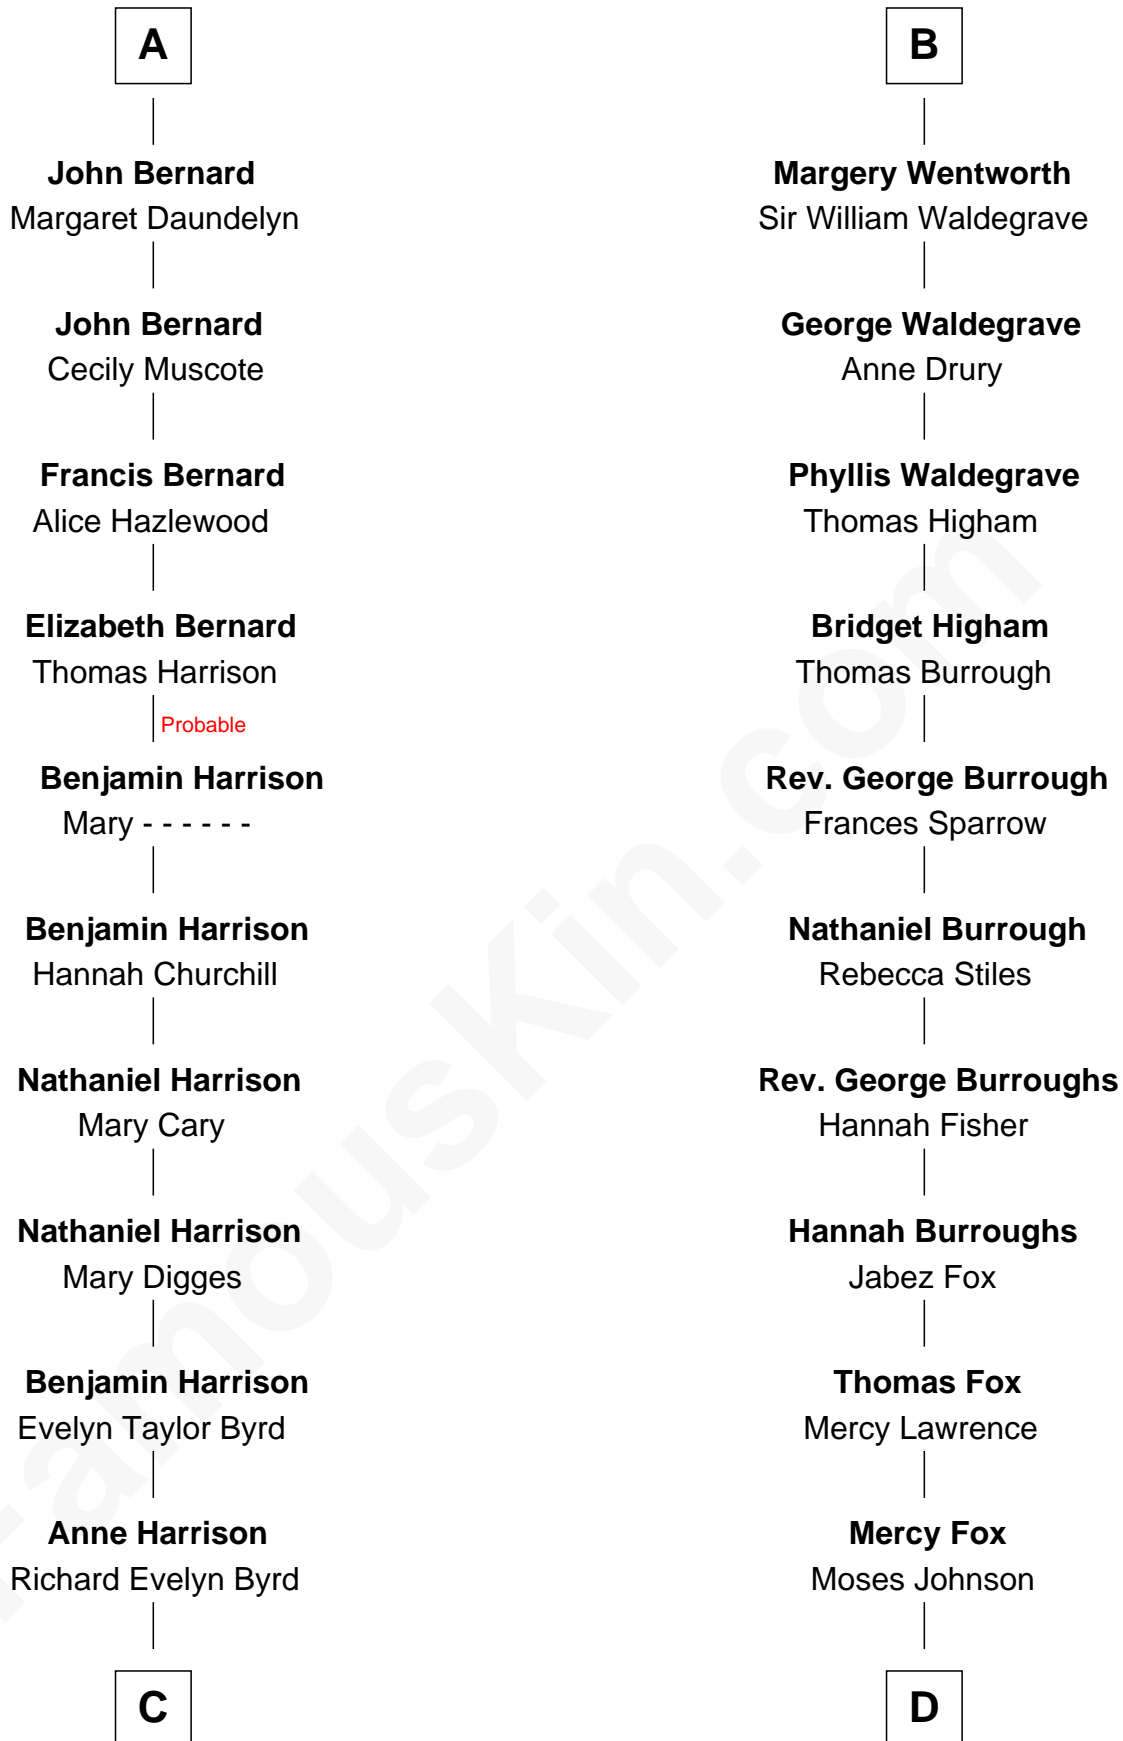 A
John Bernard
Margaret Daundelyn
John Bernard
Cecily Muscote
Francis Bernard
Alice Hazlewood
Elizabeth Bernard
Thomas Harrison
Probable
Benjamin Harrison
Mary - - - - - -
Benjamin Harrison
Hannah Churchill
Nathaniel Harrison
Mary Cary
Nathaniel Harrison
Mary Digges
Benjamin Harrison
Evelyn Taylor Byrd
Anne Harrison
Richard Evelyn Byrd
C
B
Margery Wentworth
Sir William Waldegrave
George Waldegrave
Anne Drury
Phyllis Waldegrave
Thomas Higham
Bridget Higham
Thomas Burrough
Rev. George Burrough
Frances Sparrow
Nathaniel Burrough
Rebecca Stiles
Rev. George Burroughs
Hannah Fisher
Hannah Burroughs
Jabez Fox
Thomas Fox
Mercy Lawrence
Mercy Fox
Moses Johnson
D
FamousKin.com